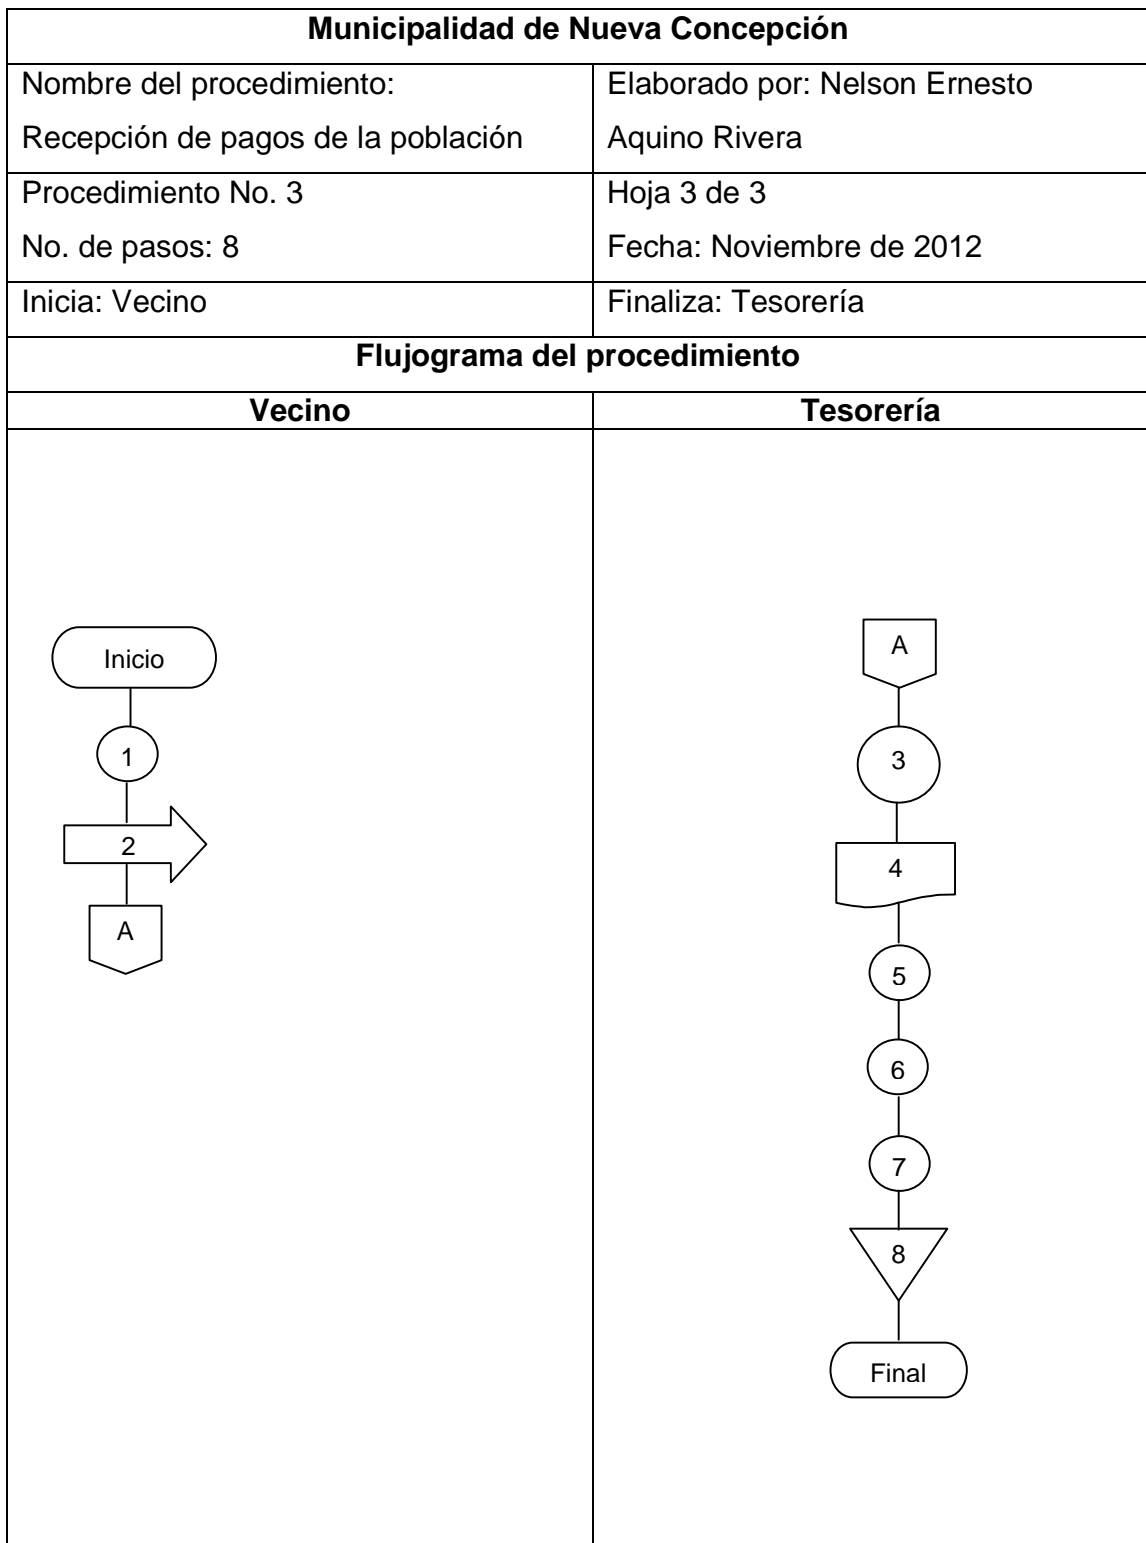 Municipalidad de Nueva Concepción
Nombre del procedimiento:
Recepción de pagos de la población
Elaborado por: Nelson Ernesto
Aquino Rivera
Procedimiento No. 3
No. de pasos: 8
Hoja 3 de 3
Fecha: Noviembre de 2012
Inicia: Vecino
Finaliza: Tesorería
Flujograma del procedimiento
Vecino
Tesorería
Inicio
1
2
A
A
3
4
5
6
7
8
Final